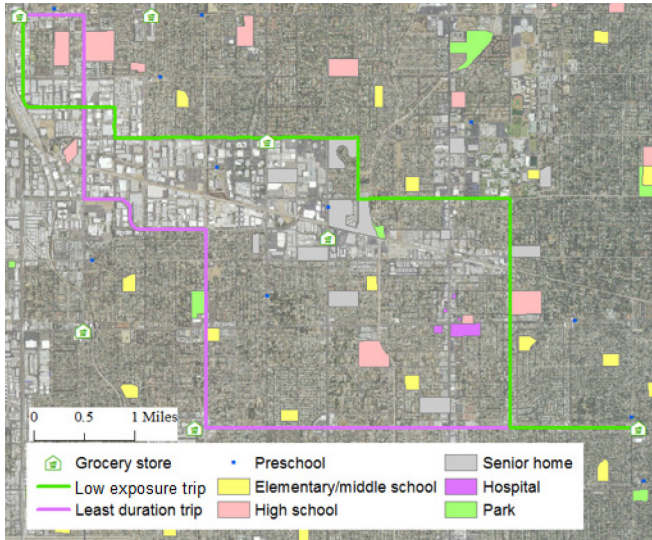 0 0.5 1 Miles
Grocery store
Preschool
Senior home
Low exposure trip
Elementary/middle school
Hospital
Least duration trip
High school
Park